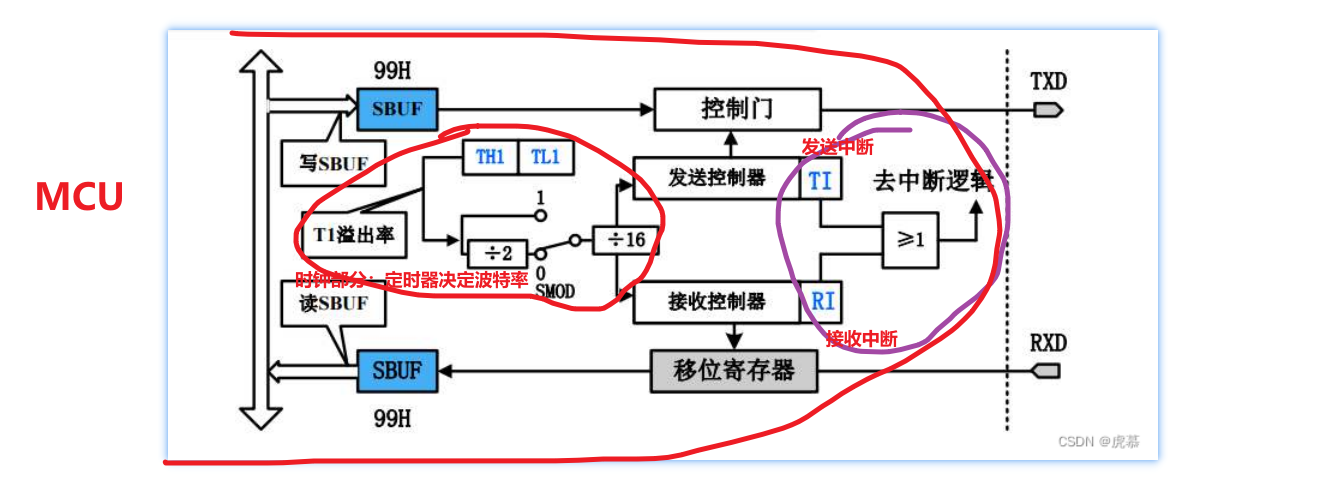 99H
TXD
SBUF
控制门
写SBUF
发送中断
TH1 TL1
发送控制器 TI
去中断逻辑
MCU
1
T1溢出率
÷2
÷16
≥1
0
时钟部分：定时器决定波特率
SMOD
读SBUF
接收控制器 RI
接收中断
RXD
SBUF
移位寄存器
99H
CSDN @虎慕